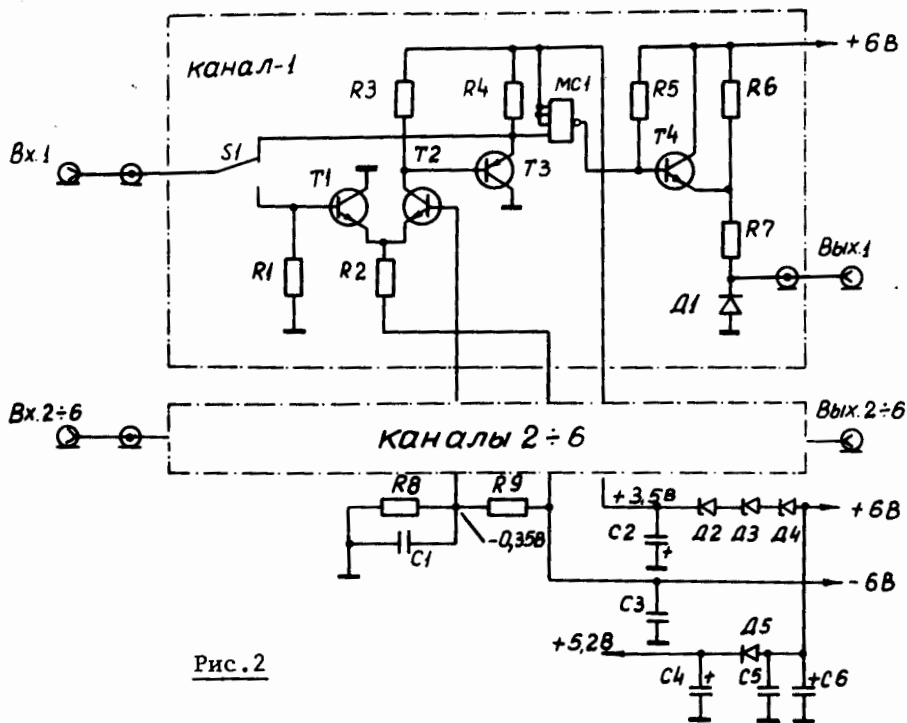 канал-1
+6В
R3
R4
МС1
R5
R6
Вх.1
S1
T1
T2
T3
T4
R7
Вых.1
R1
R2
Д1
Вх.2÷6
каналы 2÷6
Вых.2÷6
R8
R9
+3,5В
-0,35В
C1
C2
+
Д2
Д3
Д4
+6В
-6В
C3
+5,2В
Д5
C4
+
C5
+
C6
Рис.2